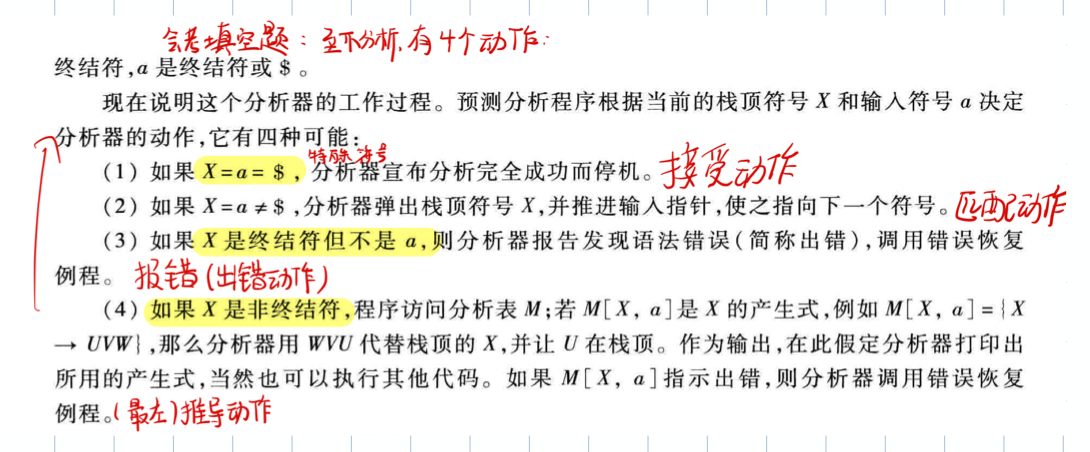 会考填空题：至下分析,有4个动作:
终结符,a 是终结符或 $ 。
现在说明这个分析器的工作过程。预测分析程序根据当前的栈顶符号 X 和输入符号 a 决定
分析器的动作,它有四种可能:
特殊符号
(1) 如果 X=a= $ ,分析器宣布分析完全成功而停机。接受动作
(2) 如果 X=a≠$ ,分析器弹出栈顶符号 X,并推进输入指针,使之指向下一个符号。匹配动作
(3) 如果 X 是终结符但不是 a,则分析器报告发现语法错误(简称出错),调用错误恢复
例程。报错(出错动作)
(4) 如果 X 是非终结符,程序访问分析表 M;若 M[X, a]是 X 的产生式,例如 M[X, a]={X
→ UVW},那么分析器用 WVU 代替栈顶的 X,并让 U 在栈顶。作为输出,在此假定分析器打印出
所用的产生式,当然也可以执行其他代码。如果 M[X, a]指示出错,则分析器调用错误恢复
例程。(最左)推导动作